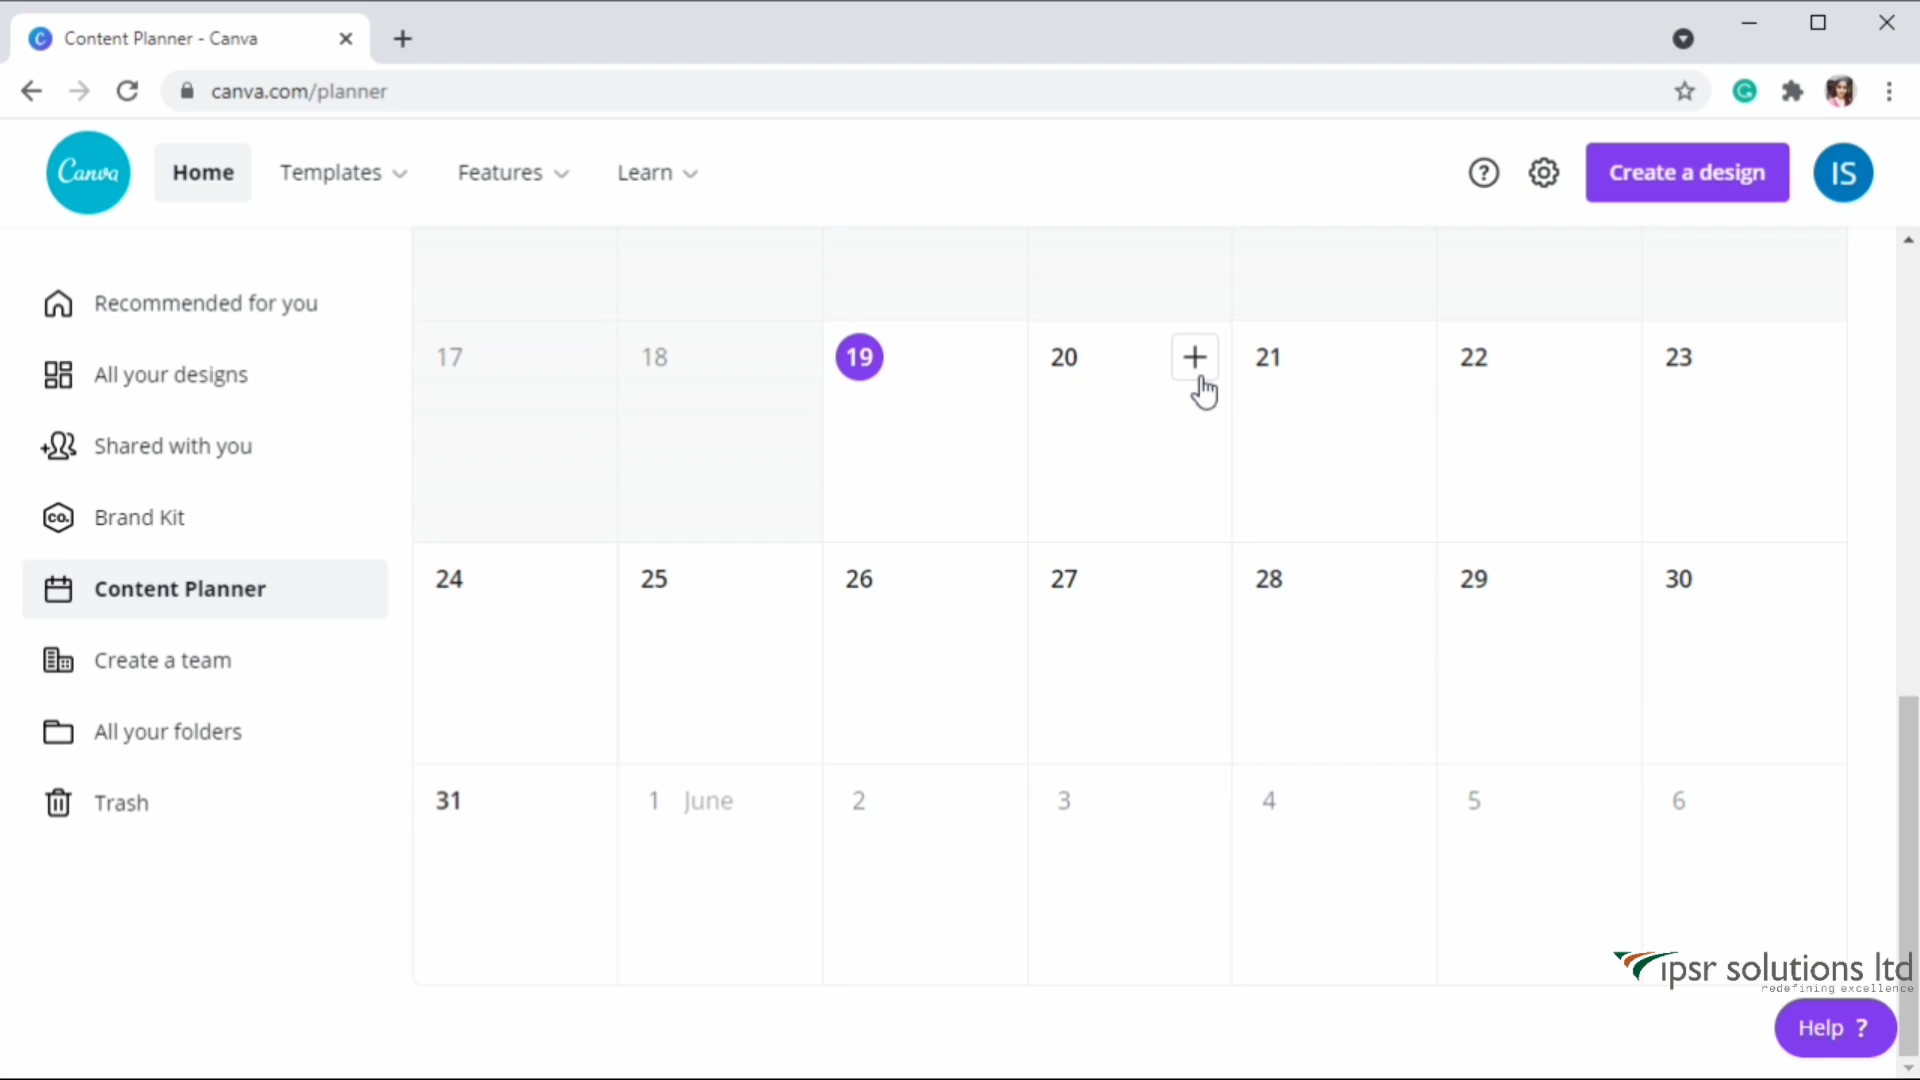 Content Planner - Canva
canva.com/planner
Canva
Home
Templates
Features
Learn
Create a design
IS
Recommended for you
All your designs
Shared with you
CO.
Brand Kit
Content Planner
Create a team
All your folders
Trash
17 18 19 20 21 22 23
24 25 26 27 28 29 30
31 1 June 2 3 4 5 6
ipsr solutions ltd
redefining excellence
Help ?